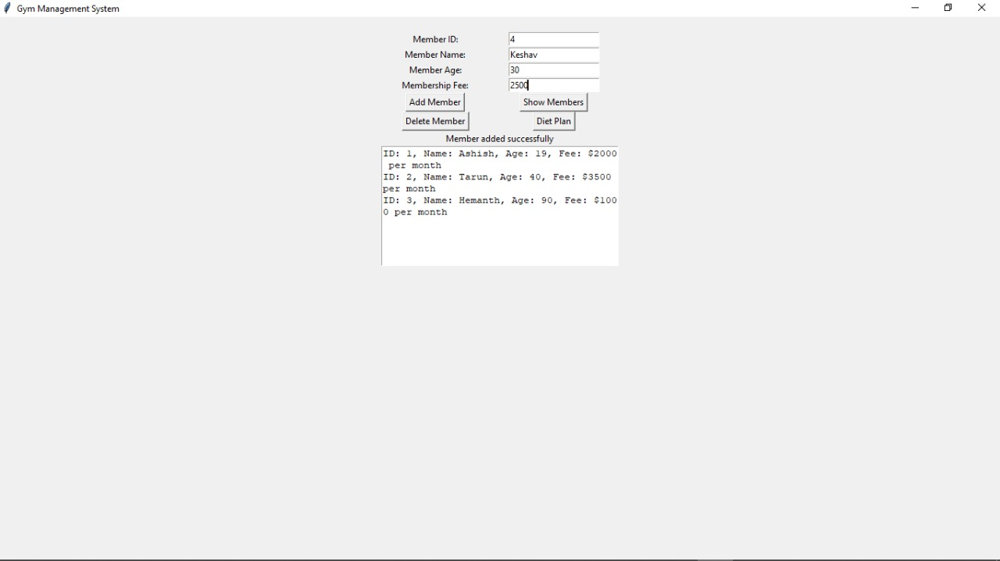 Gym Management System
Member ID: 4
Member Name: Keshav
Member Age: 30
Membership Fee: 2500
Add Member Show Members
Delete Member Diet Plan
Member added successfully
ID: 1, Name: Ashish, Age: 19, Fee: $2000
per month
ID: 2, Name: Tarun, Age: 40, Fee: $3500
per month
ID: 3, Name: Hemanth, Age: 90, Fee: $100
0 per month